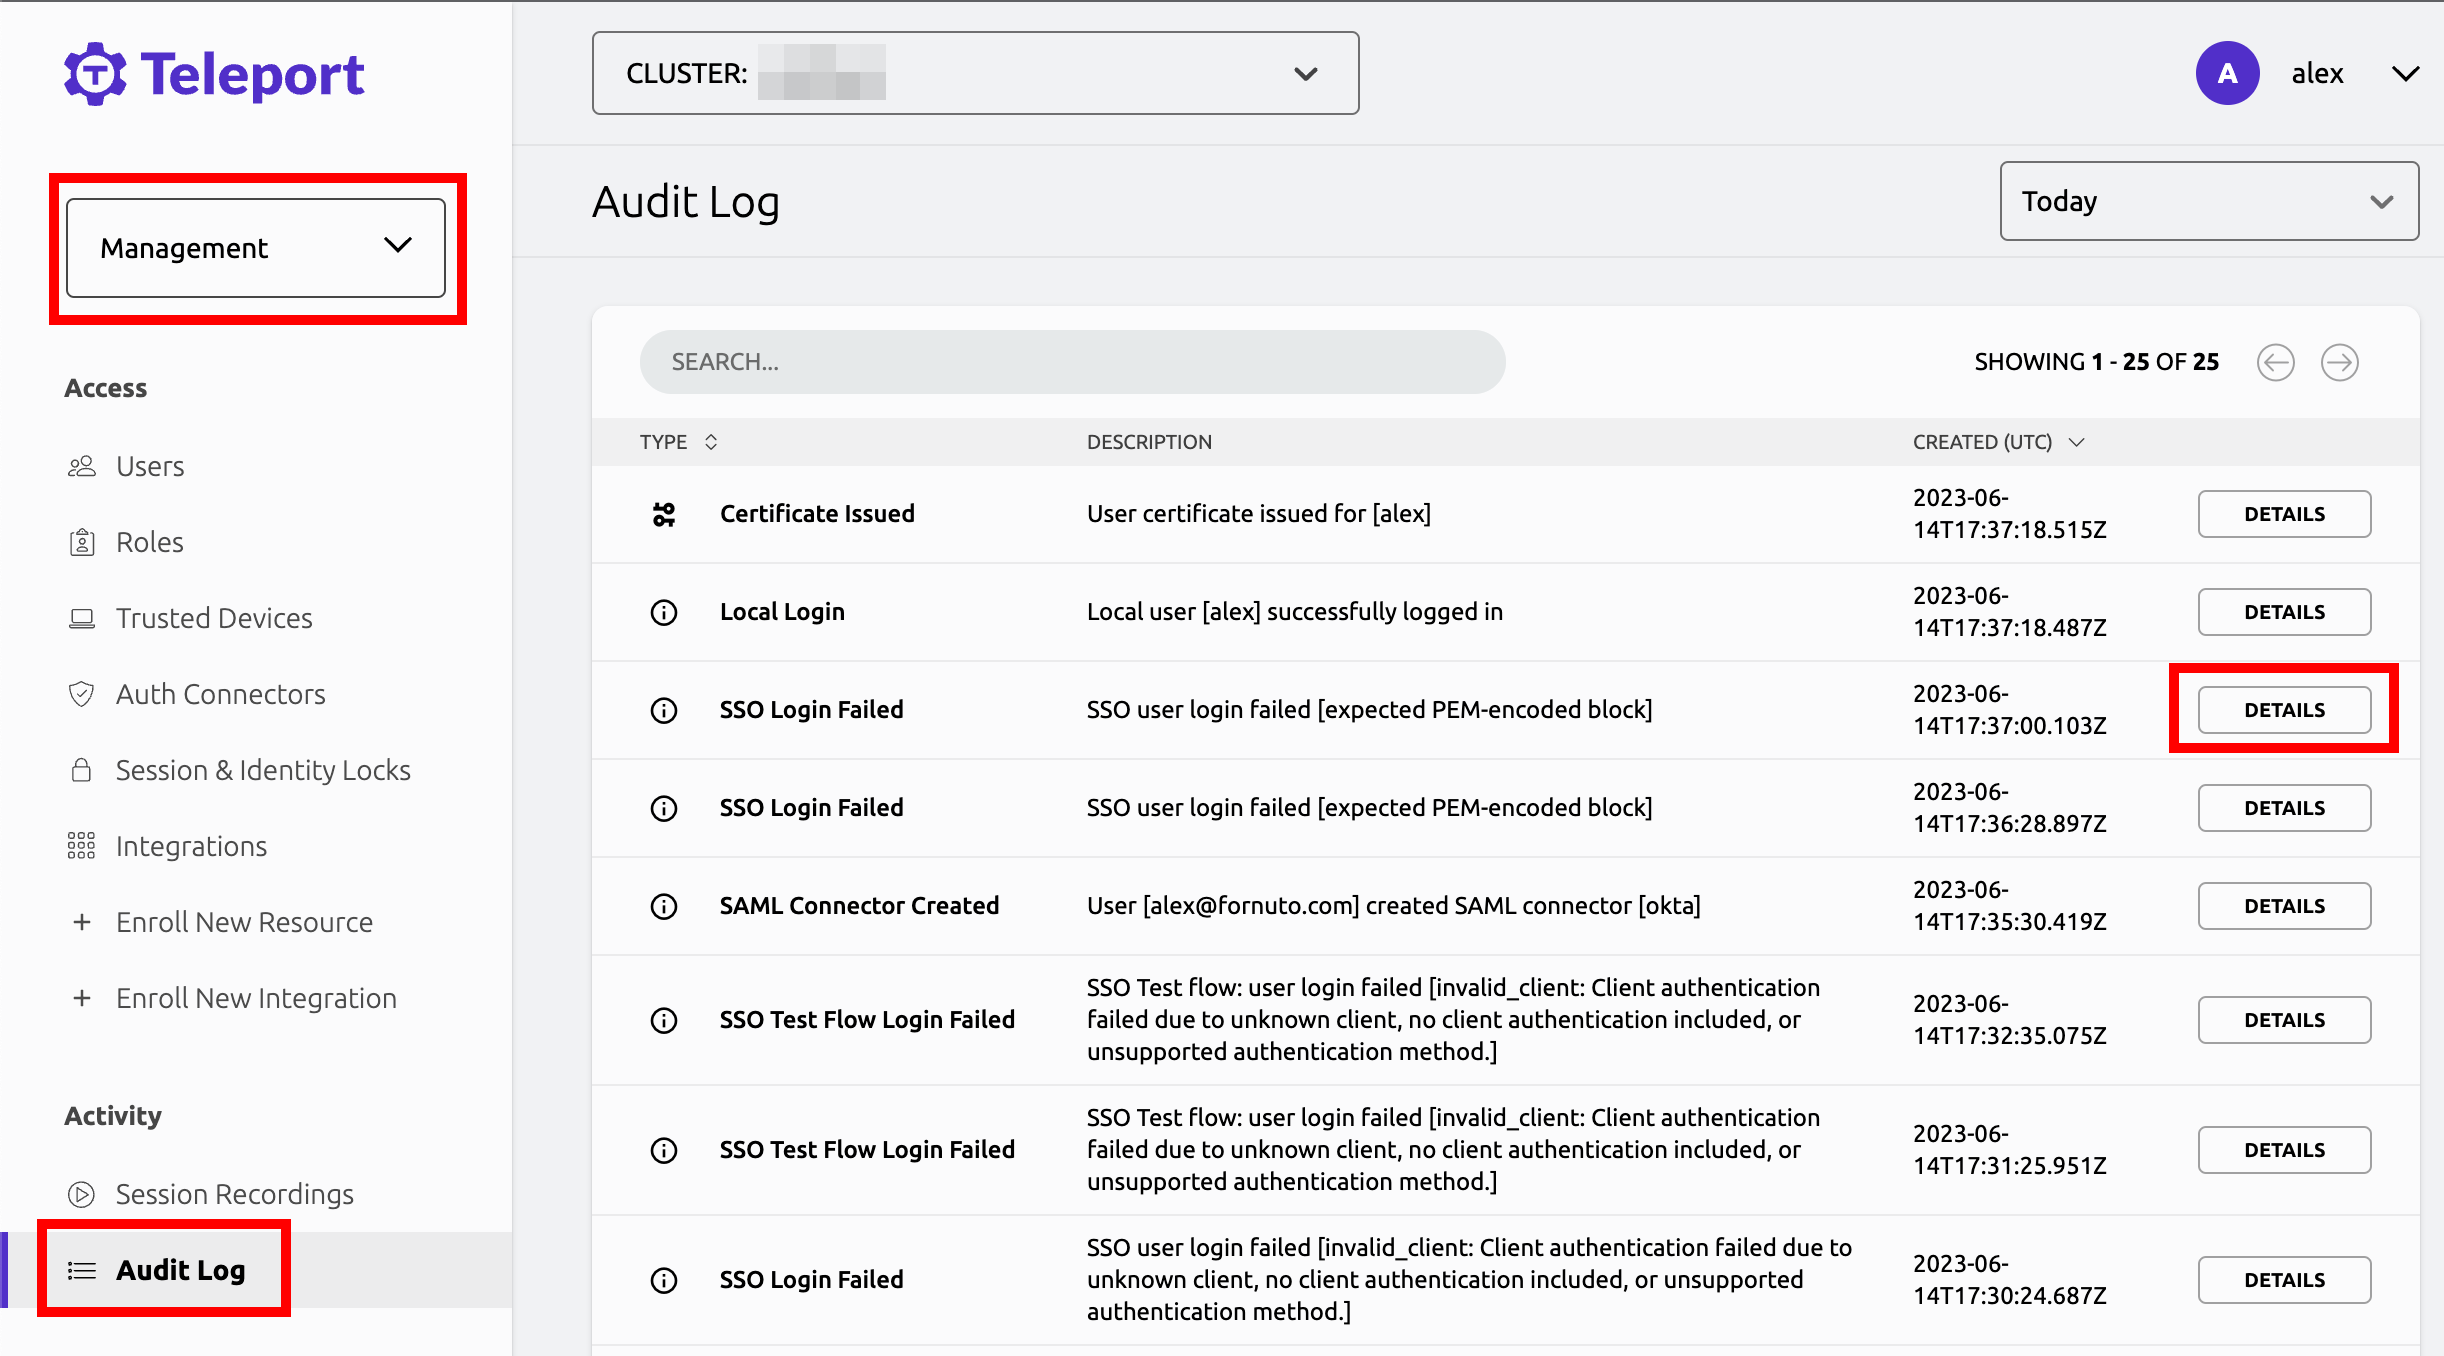 Teleport
CLUSTER:
A
alex
Management
Audit Log
Today
Access
Users
Roles
Trusted Devices
Auth Connectors
Session & Identity Locks
Integrations
+ Enroll New Resource
+ Enroll New Integration
Activity
Session Recordings
Audit Log
SEARCH...
SHOWING 1 - 25 OF 25
TYPE DESCRIPTION CREATED (UTC)
Certificate Issued User certificate issued for [alex] 2023-06-
14T17:37:18.515Z DETAILS
Local Login Local user [alex] successfully logged in 2023-06-
14T17:37:18.487Z DETAILS
SSO Login Failed SSO user login failed [expected PEM-encoded block] 2023-06-
14T17:37:00.103Z DETAILS
SSO Login Failed SSO user login failed [expected PEM-encoded block] 2023-06-
14T17:36:28.897Z DETAILS
SAML Connector Created User [alex@fornuto.com] created SAML connector [okta] 2023-06-
14T17:35:30.419Z DETAILS
SSO Test Flow Login Failed
SSO Test flow: user login failed [invalid_client: Client authentication
failed due to unknown client, no client authentication included, or
unsupported authentication method.]
2023-06-
14T17:32:35.075Z DETAILS
SSO Test Flow Login Failed
SSO Test flow: user login failed [invalid_client: Client authentication
failed due to unknown client, no client authentication included, or
unsupported authentication method.]
2023-06-
14T17:31:25.951Z DETAILS
SSO Login Failed
SSO user login failed [invalid_client: Client authentication failed due to
unknown client, no client authentication included, or unsupported
authentication method.]
2023-06-
14T17:30:24.687Z DETAILS